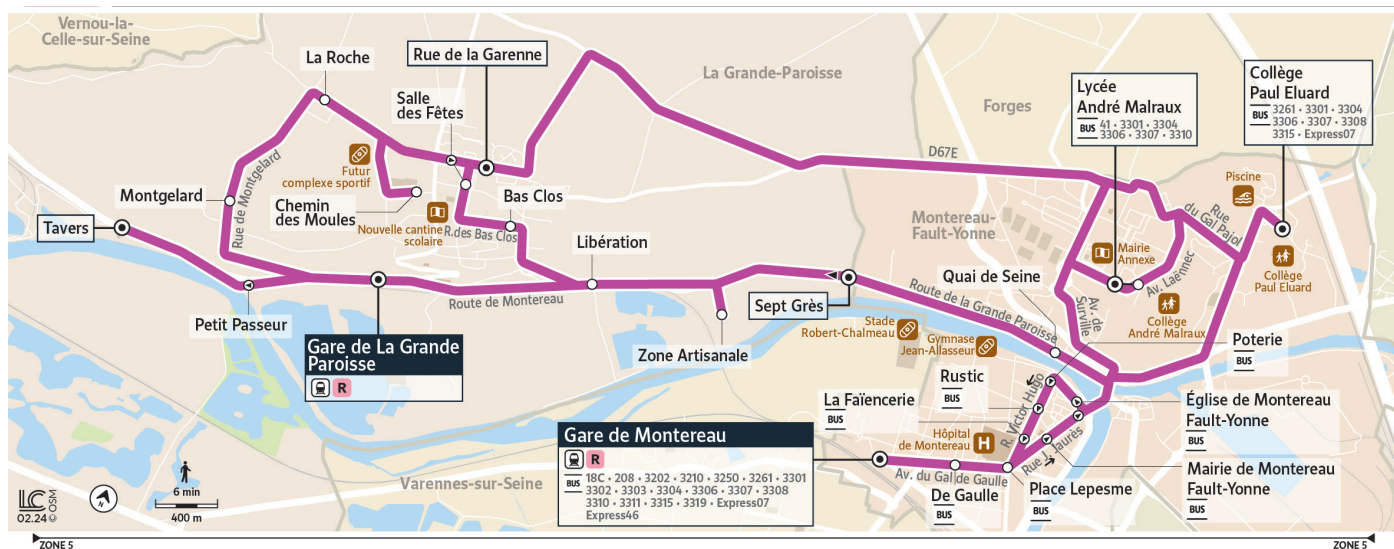 Vernou-la-
Celle-sur-Seine
La Roche
Rue de la Garenne
Salle
des Fêtes
La Grande-Paroisse
Forges
Lycée
André Malraux
BUS 41 • 3301 • 3304
3306 • 3307 • 3310
Collège
Paul Eluard
BUS 3261 • 3301 • 3304
3306 • 3307 • 3308
3315 • Express07
D67E
Futur
complexe sportif
Montgelard
Rue de Montgelard
Chemin
des Moules
Nouvelle cantine
scolaire
Bas Clos
R.des Bas Clos
Piscine
Rue
du Gal Pajol
Montereau-
Fault-Yonne
Mairie
Annexe
Av. Laënnec
Collège
Paul Eluard
Collège
André Malraux
Av. de
Surville
Tavers
Libération
Quai de Seine
Route de Montereau
Sept Grès
Route de la Grande Paroisse
Petit Passeur
Gare de La Grande
Paroisse
R
Zone Artisanale
Stade
Robert-Chalmeau
Gymnase
Jean-Allasseur
Poterie
BUS
Rustic
BUS
R. Victor Hugo
La Faïencerie
BUS
Église de Montereau
Fault-Yonne
BUS
Hôpital
de Montereau
H
Rue J. Jaurès
Gare de Montereau
R
BUS 18C • 208 • 3202 • 3210 • 3250 • 3261 • 3301
3302 • 3303 • 3304 • 3306 • 3307 • 3308
3310 • 3311 • 3315 • 3319 • Express07
Express46
Av. du Gal de Gaulle
De Gaulle
BUS
Place Lepesme
BUS
Mairie de Montereau
Fault-Yonne
BUS
Varennes-sur-Seine
6 min
400 m
LC
02.24 © OSM
ZONE 5
ZONE 5